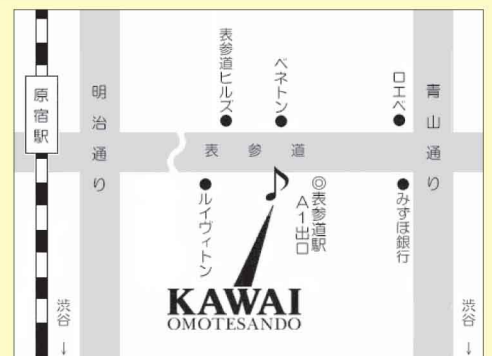 表参道ヒルズ
ベネトン
ロエベ
原宿駅
明治通り
青山通り
表参道
ルイヴィトン
◎表参道駅
A1出口
みずほ銀行
KAWAI
OMOTESANDO
渋谷↓
渋谷↓